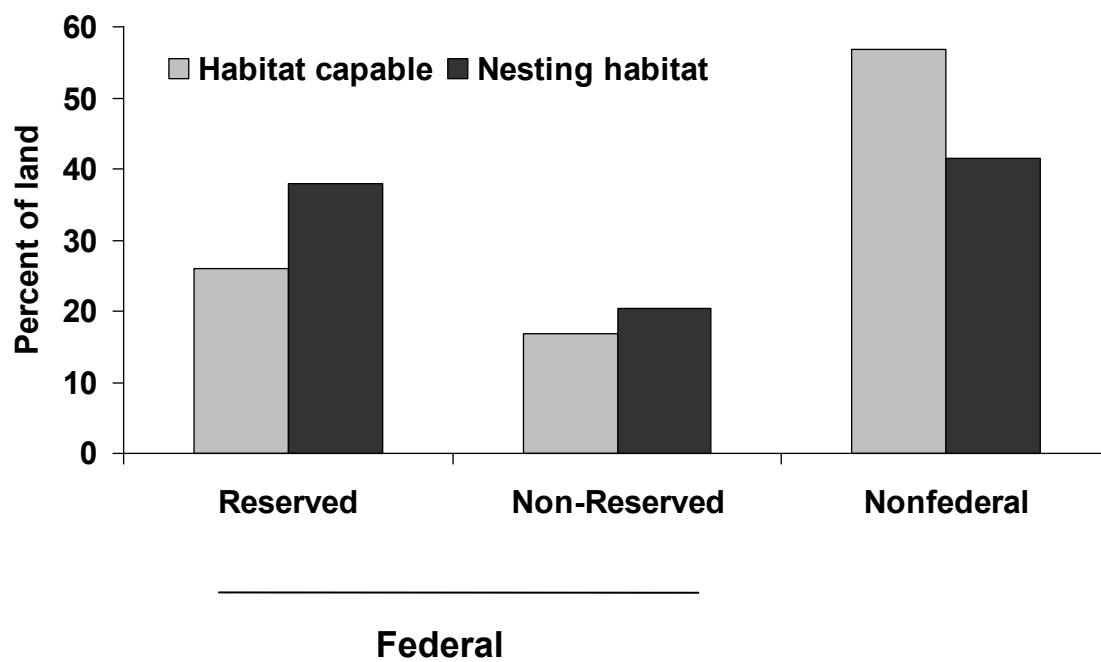 60
50
40
30
20
10
0
Percent of land
Habitat capable
Nesting habitat
Reserved
Non-Reserved
Nonfederal
Federal